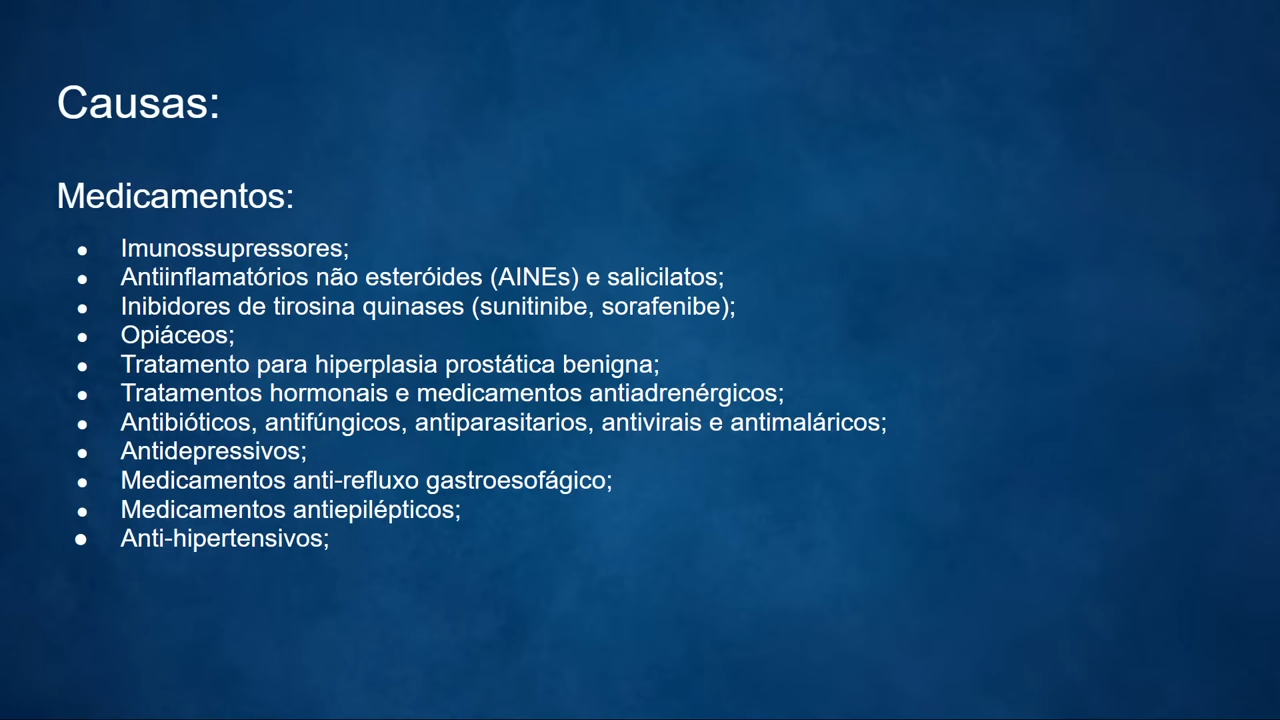 Causas:
Medicamentos:
● Imunossupressores;
● Antiinflamatórios não esteróides (AINEs) e salicilatos;
● Inibidores de tirosina quinases (sunitinibe, sorafenibe);
● Opiáceos;
● Tratamento para hiperplasia prostática benigna;
● Tratamentos hormonais e medicamentos antiadrenérgicos;
● Antibióticos, antifúngicos, antiparasitarios, antivirais e antimaláricos;
● Antidepressivos;
● Medicamentos anti-refluxo gastroesofágico;
● Medicamentos antiepilépticos;
● Anti-hipertensivos;